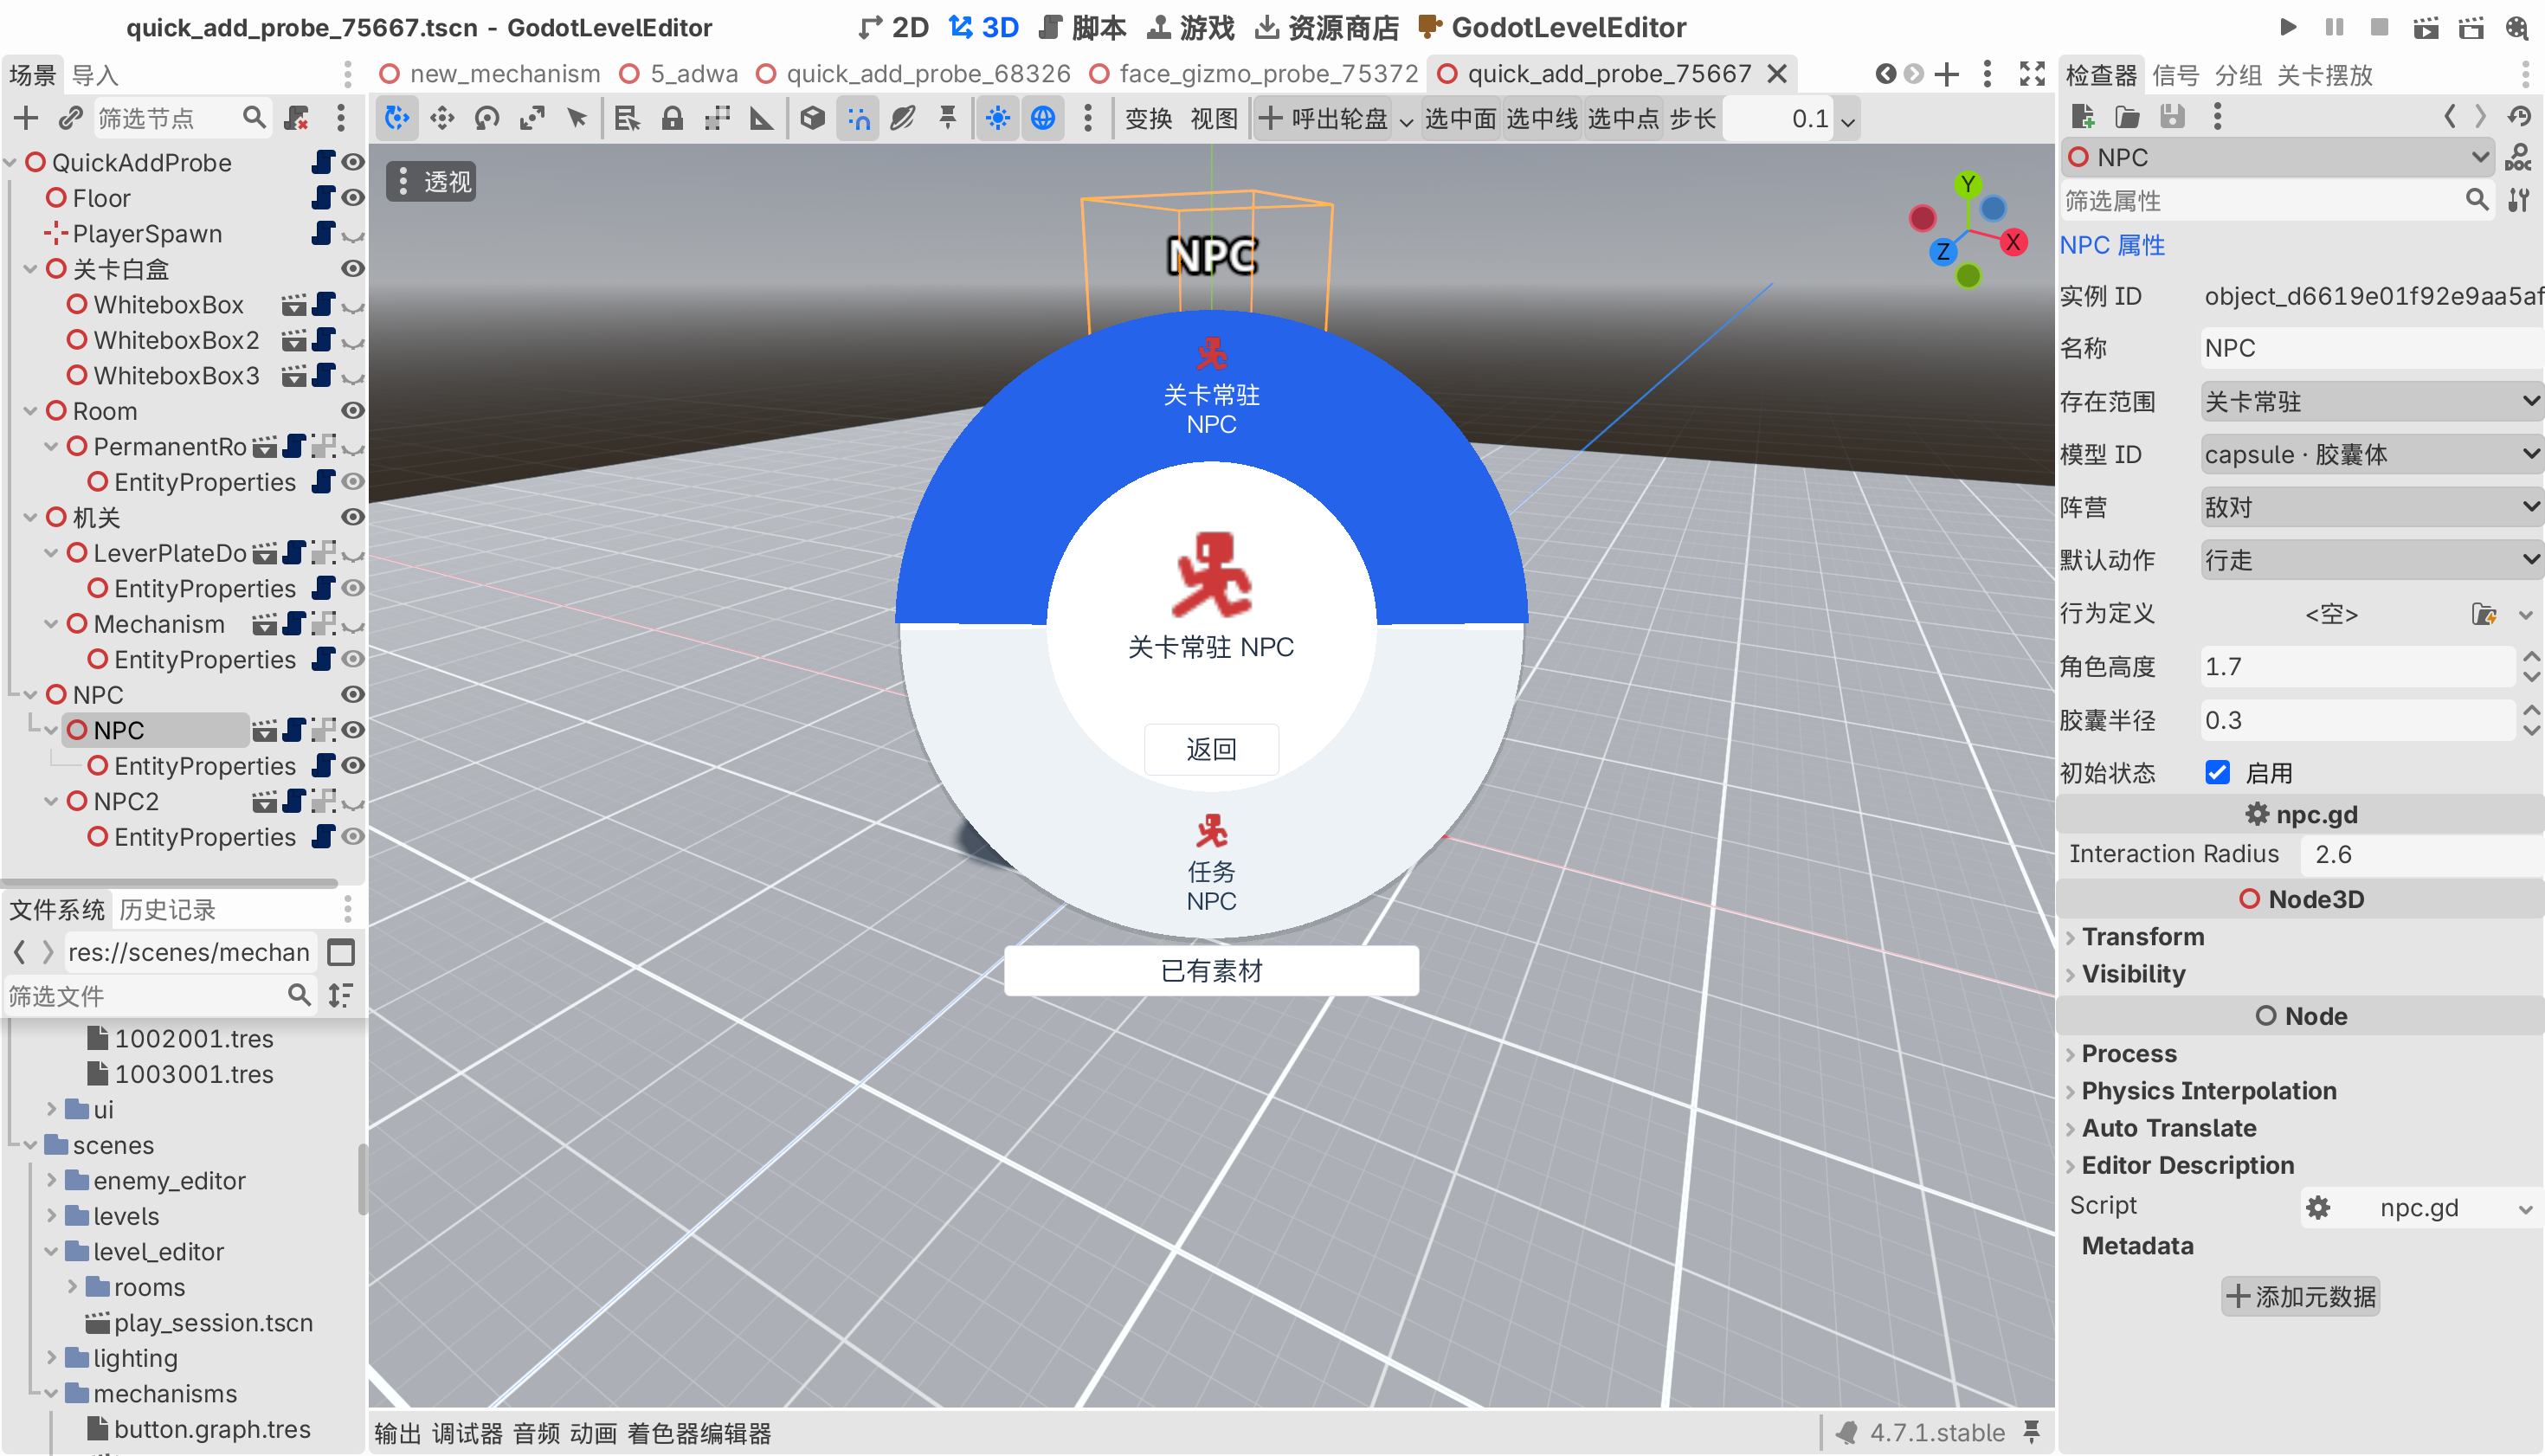 quick_add_probe_75667.tscn - GodotLevelEditor
2D 3D 脚本 游戏 资源商店 GodotLevelEditor
场景 导入
筛选节点
QuickAddProbe
Floor
PlayerSpawn
关卡白盒
WhiteboxBox
WhiteboxBox2
WhiteboxBox3
Room
PermanentRo
EntityProperties
机关
LeverPlateDo
EntityProperties
Mechanism
EntityProperties
NPC
NPC
EntityProperties
NPC2
EntityProperties
文件系统 历史记录
res://scenes/mechan
筛选文件
1002001.tres
1003001.tres
ui
scenes
enemy_editor
levels
level_editor
rooms
play_session.tscn
lighting
mechanisms
button.graph.tres
new_mechanism 5_adwa quick_add_probe_68326 face_gizmo_probe_75372 quick_add_probe_75667
变换 视图 呼出轮盘 选中面 选中线 选中点 步长 0.1
透视
Y
X
Z
NPC
关卡常驻
NPC
关卡常驻 NPC
返回
任务
NPC
已有素材
输出 调试器 音频 动画 着色器编辑器
4.7.1.stable
检查器 信号 分组 关卡摆放
NPC
DOC
筛选属性
NPC 属性
实例 ID object_d6619e01f92e9aa5af
名称 NPC
存在范围 关卡常驻
模型 ID capsule · 胶囊体
阵营 敌对
默认动作 行走
行为定义 <空>
角色高度 1.7
胶囊半径 0.3
初始状态 启用
npc.gd
Interaction Radius 2.6
Node3D
Transform
Visibility
Node
Process
Physics Interpolation
Auto Translate
Editor Description
Script npc.gd
Metadata
添加元数据